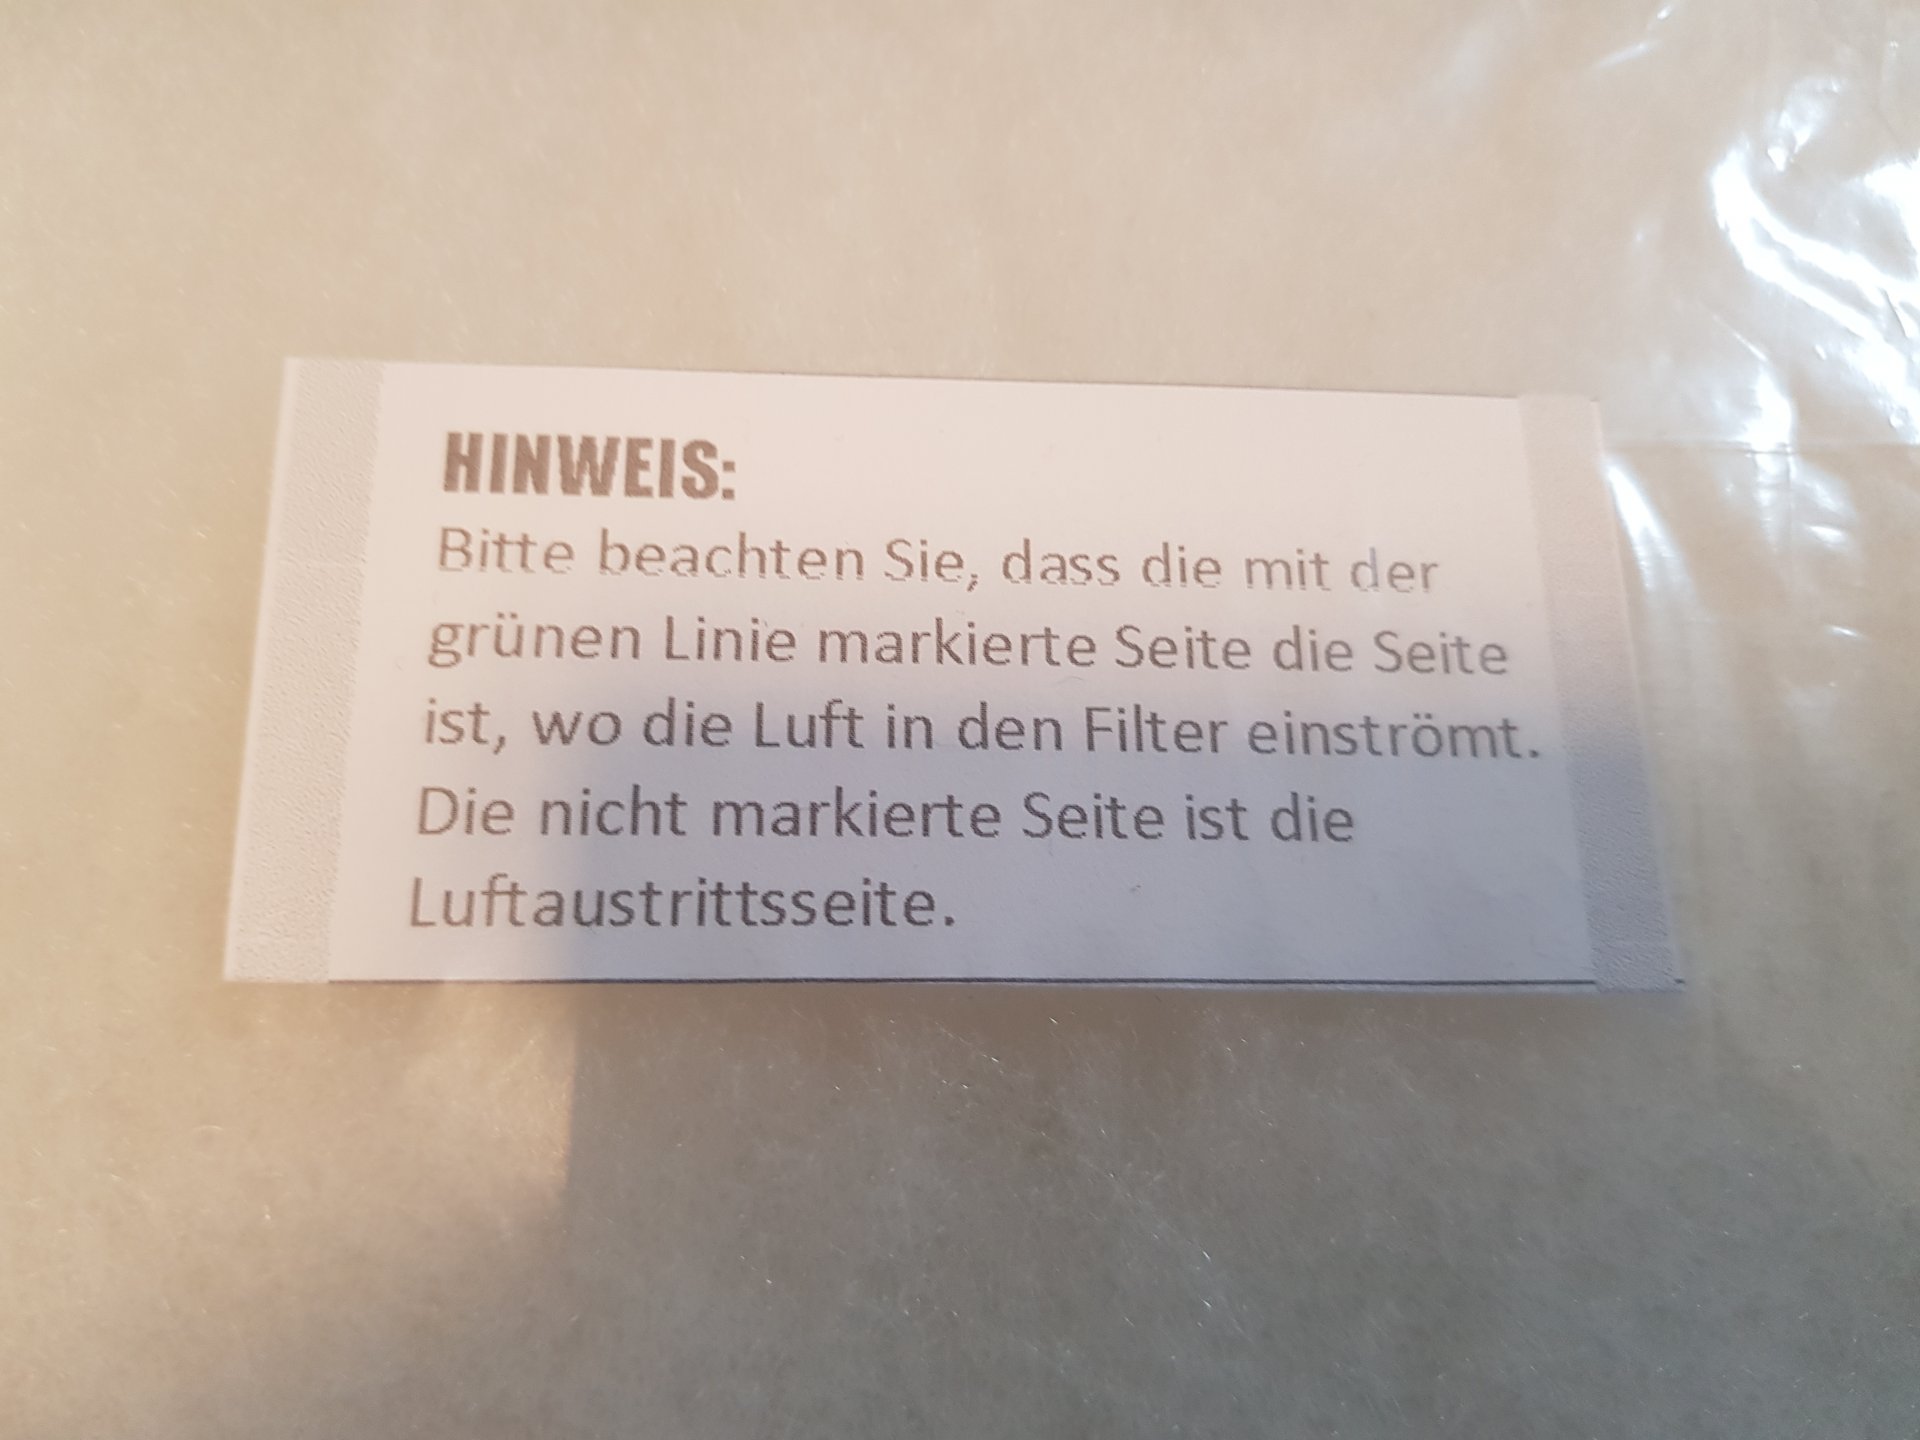 HINWEIS:
Bitte beachten Sie, dass die mit der
grünen Linie markierte Seite die Seite
ist, wo die Luft in den Filter einströmt.
Die nicht markierte Seite ist die
Luftaustrittsseite.